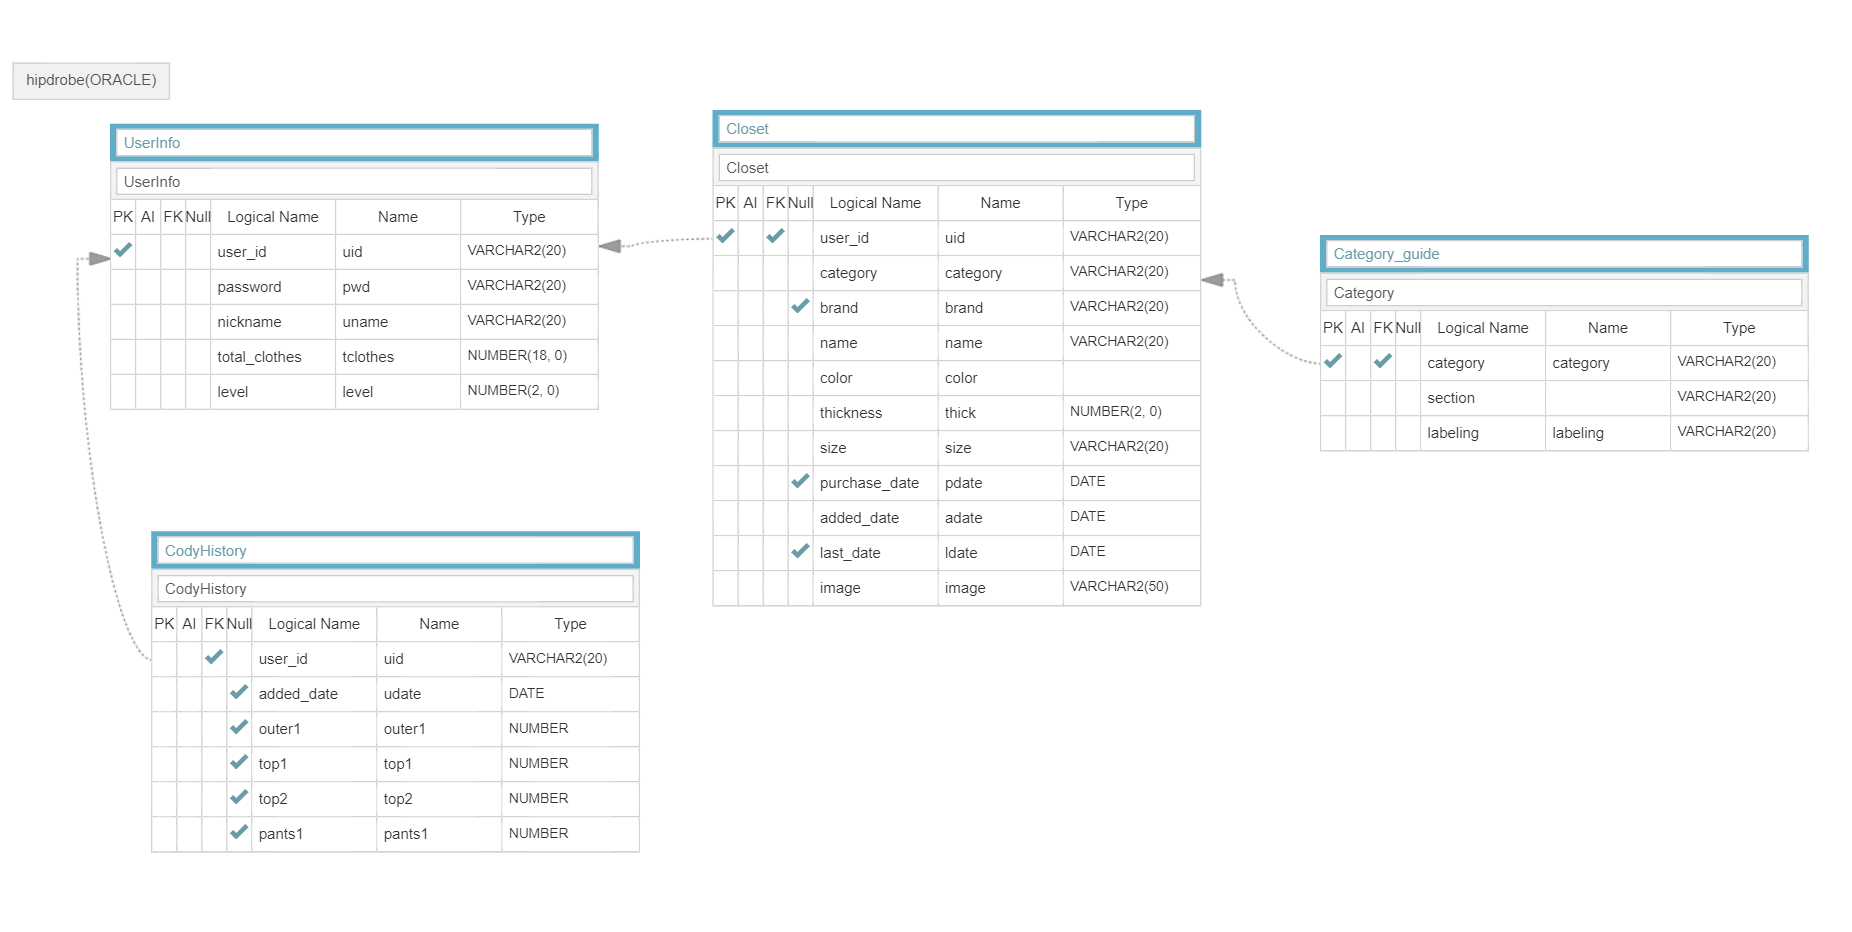 hipdrobe(ORACLE)
UserInfo
UserInfo
PK AI FK Null Logical Name Name Type
user_id uid VARCHAR2(20)
password pwd VARCHAR2(20)
nickname uname VARCHAR2(20)
total_clothes tclothes NUMBER(18, 0)
level level NUMBER(2, 0)
Closet
Closet
PK AI FK Null Logical Name Name Type
user_id uid VARCHAR2(20)
category category VARCHAR2(20)
brand brand VARCHAR2(20)
name name VARCHAR2(20)
color color
thickness thick NUMBER(2, 0)
size size VARCHAR2(20)
purchase_date pdate DATE
added_date adate DATE
last_date ldate DATE
image image VARCHAR2(50)
Category_guide
Category
PK AI FK Null Logical Name Name Type
category category VARCHAR2(20)
section VARCHAR2(20)
labeling labeling VARCHAR2(20)
CodyHistory
CodyHistory
PK AI FK Null Logical Name Name Type
user_id uid VARCHAR2(20)
added_date udate DATE
outer1 outer1 NUMBER
top1 top1 NUMBER
top2 top2 NUMBER
pants1 pants1 NUMBER